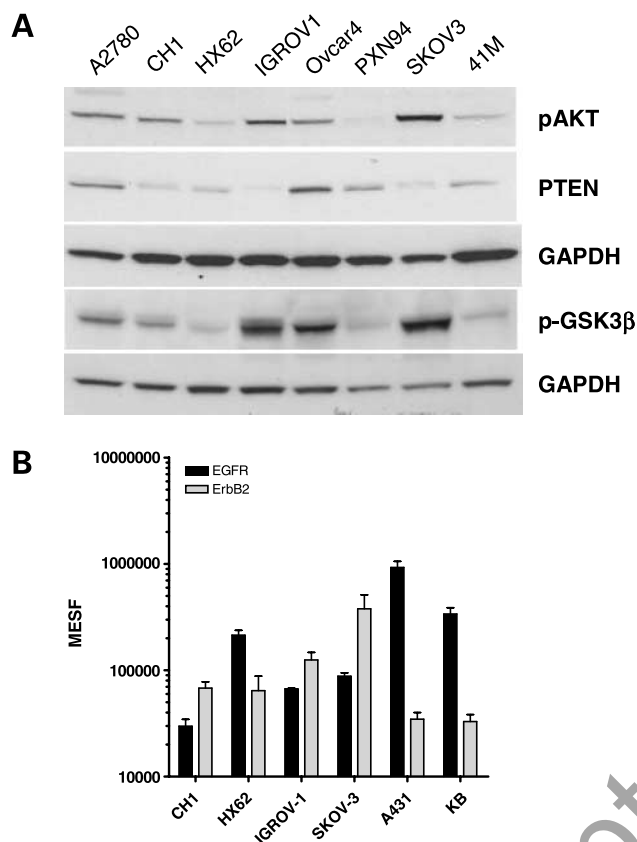 A
A2780 CH1 HX62 IGROV1 Ovcar4 PXN94 SKOV3 41M
pAKT
PTEN
GAPDH
p-GSK3β
GAPDH
B
EGFR
ErbB2
MESF
10000000
1000000
100000
10000
CH1 HX62 IGROV-1 SKOV-3 A431 KB